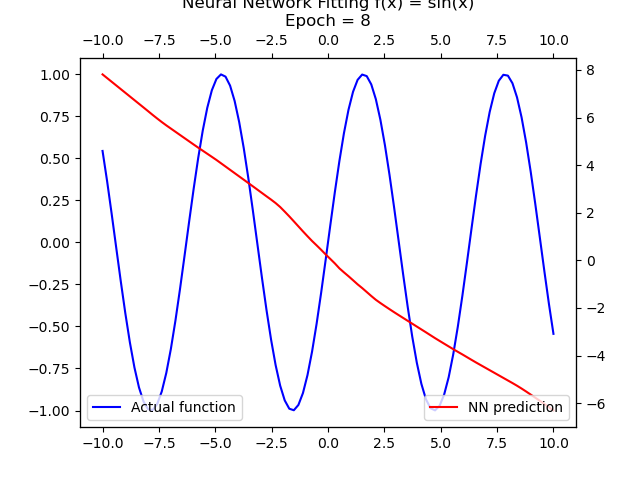 Neural Network Fitting f(x) = sin(x)
Epoch = 8
−10.0 −7.5 −5.0 −2.5 0.0 2.5 5.0 7.5 10.0
1.00
0.75
0.50
0.25
0.00
−0.25
−0.50
−0.75
−1.00
8
6
4
2
0
−2
−4
−6
Actual function
NN prediction
−10.0 −7.5 −5.0 −2.5 0.0 2.5 5.0 7.5 10.0